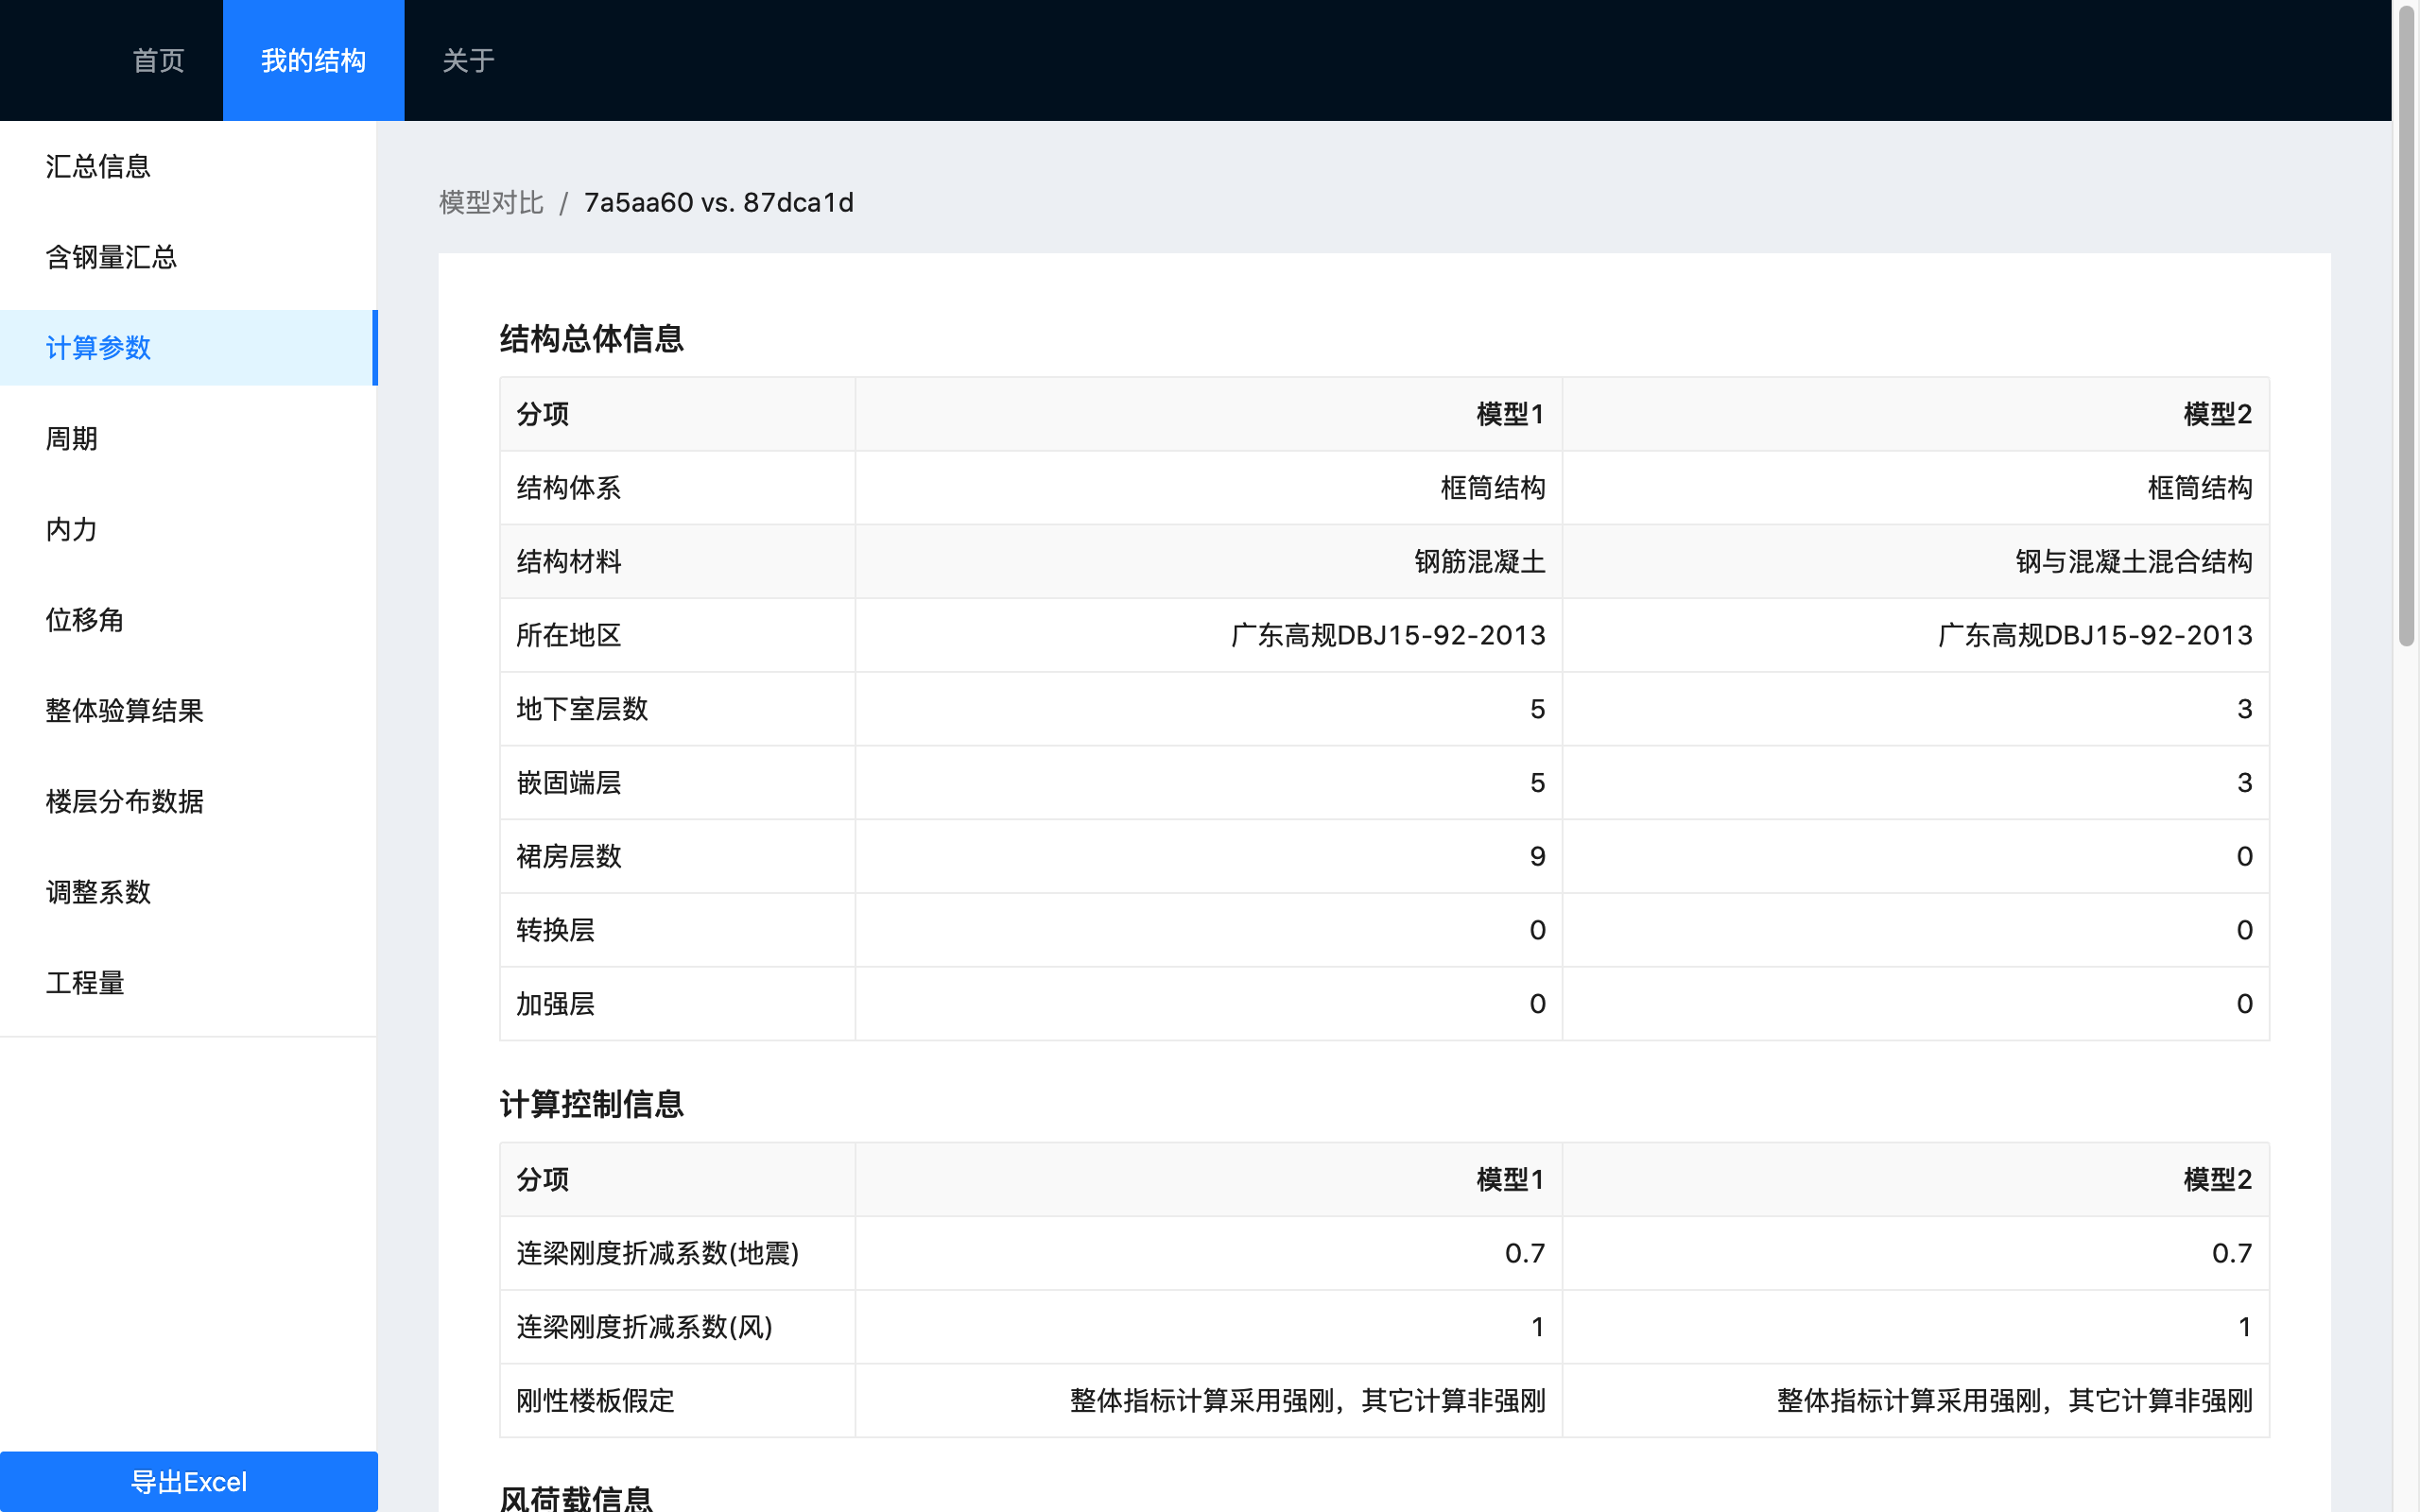 首页 我的结构 关于
汇总信息
含钢量汇总
计算参数
周期
内力
位移角
整体验算结果
楼层分布数据
调整系数
工程量
导出Excel
模型对比 / 7a5aa60 vs. 87dca1d
结构总体信息
分项 模型1 模型2
结构体系 框筒结构 框筒结构
结构材料 钢筋混凝土 钢与混凝土混合结构
所在地区 广东高规DBJ15-92-2013 广东高规DBJ15-92-2013
地下室层数 5 3
嵌固端层 5 3
裙房层数 9 0
转换层 0 0
加强层 0 0
计算控制信息
分项 模型1 模型2
连梁刚度折减系数(地震) 0.7 0.7
连梁刚度折减系数(风) 1 1
刚性楼板假定 整体指标计算采用强刚，其它计算非强刚 整体指标计算采用强刚，其它计算非强刚
风荷载信息